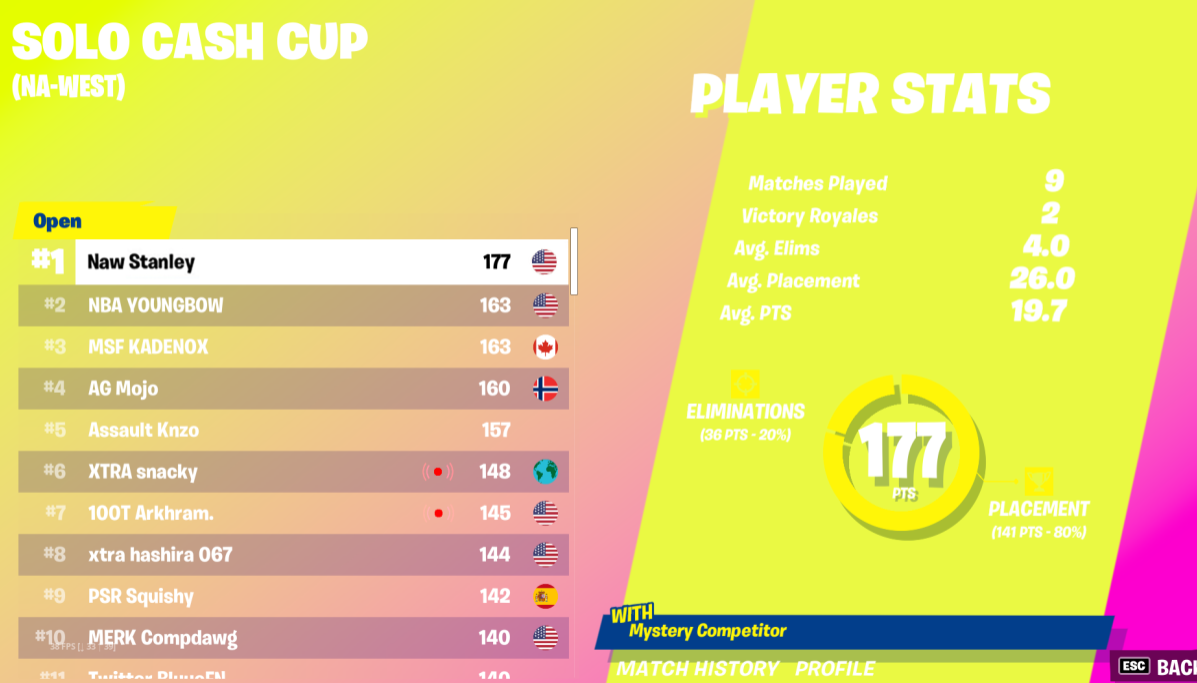 SOLO CASH CUP
(NA-WEST)
Open
#1 Naw Stanley 177
#2 NBA YOUNGBOW 163
#3 MSF KADENOX 163
#4 AG Mojo 160
#5 Assault Knzo 157
#6 XTRA snacky 148
#7 100T Arkhram. 145
#8 xtra hashira 067 144
#9 PSR Squishy 142
#10 MERK Compdawg 140
#11 Twitter 140
PLAYER STATS
Matches Played 9
Victory Royales 2
Avg. Elims 4.0
Avg. Placement 26.0
Avg. PTS 19.7
ELIMINATIONS
(36 PTS - 20%)
177
PTS
PLACEMENT
(141 PTS - 80%)
WITH
Mystery Competitor
MATCH HISTORY PROFILE
ESC BACK